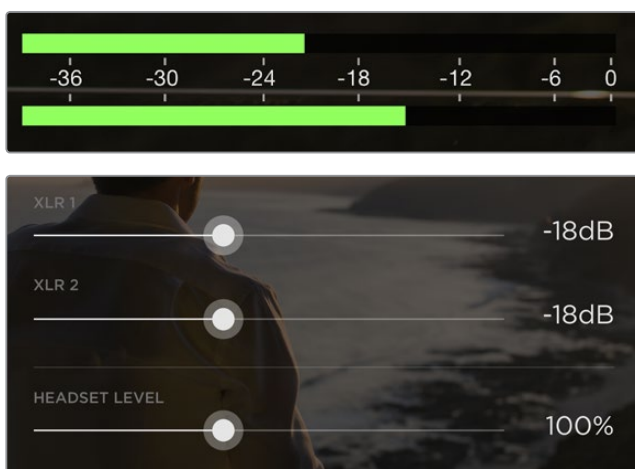 -36 -30 -24 -18 -12 -6 0
XLR 1
-18dB
XLR 2
-18dB
HEADSET LEVEL
100%